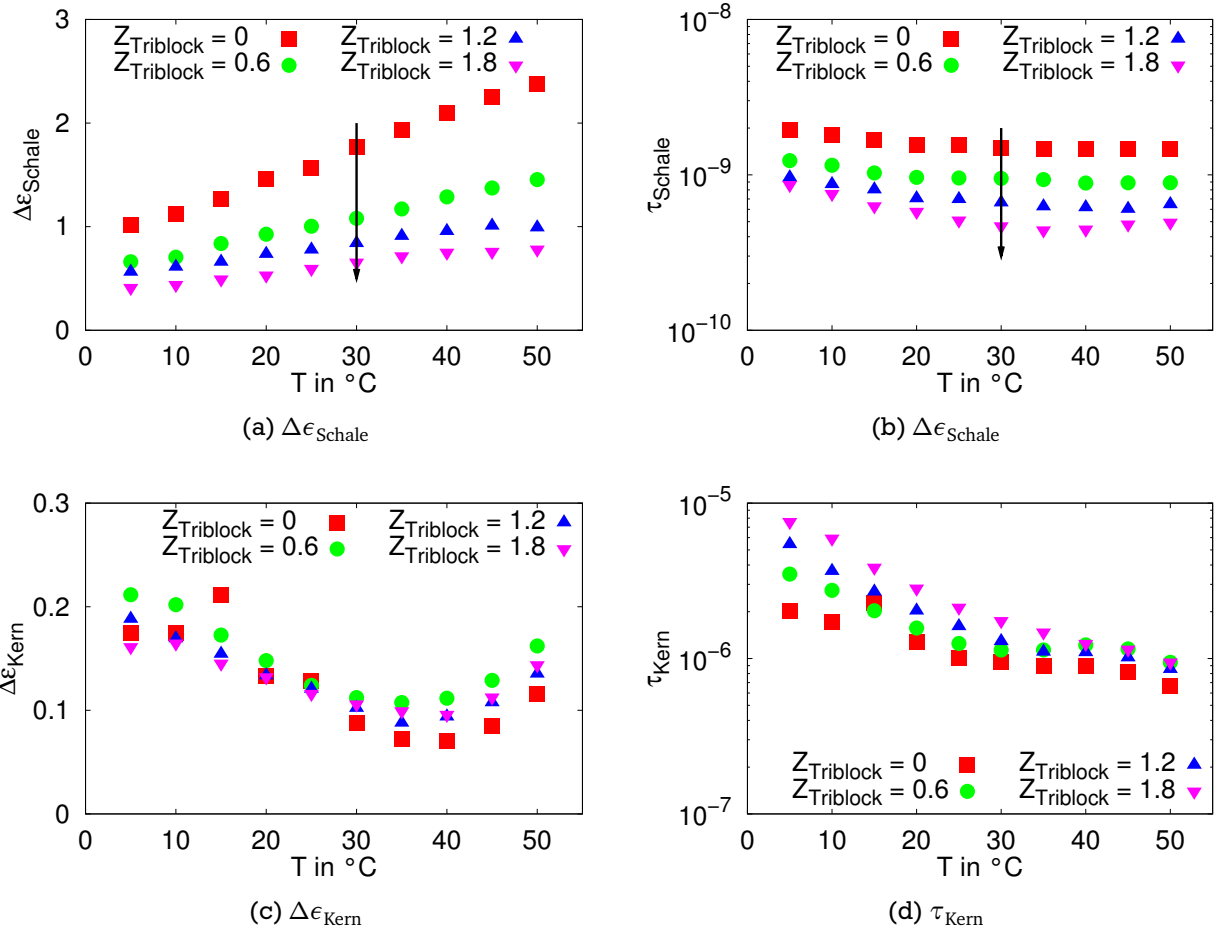 3
2
1
0
Z_Triblock = 0
Z_Triblock = 0.6
Z_Triblock = 1.2
Z_Triblock = 1.8
Δε_Schale
0 10 20 30 40 50
T in °C
(a) Δϵ_Schale
10^-8
10^-9
10^-10
Z_Triblock = 0
Z_Triblock = 0.6
Z_Triblock = 1.2
Z_Triblock = 1.8
τ_Schale
0 10 20 30 40 50
T in °C
(b) Δϵ_Schale
0.3
0.2
0.1
0
Z_Triblock = 0
Z_Triblock = 0.6
Z_Triblock = 1.2
Z_Triblock = 1.8
Δε_Kern
0 10 20 30 40 50
T in °C
(c) Δϵ_Kern
10^-5
10^-6
10^-7
Z_Triblock = 0
Z_Triblock = 0.6
Z_Triblock = 1.2
Z_Triblock = 1.8
τ_Kern
0 10 20 30 40 50
T in °C
(d) τ_Kern